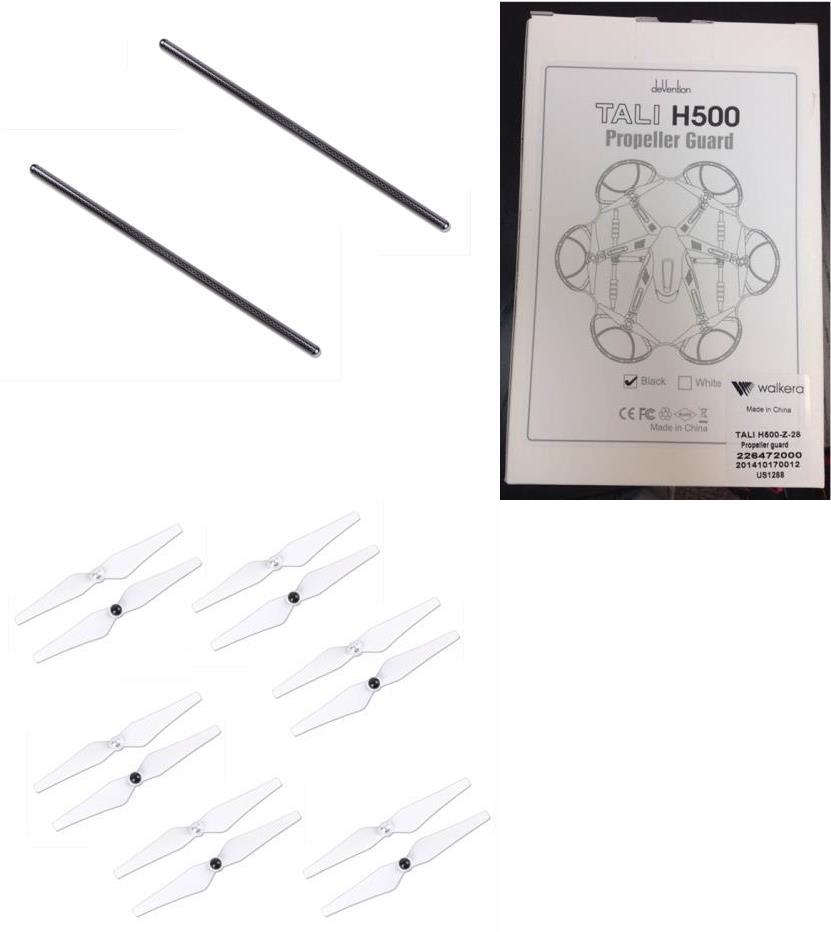 deVention
TALI H500
Propeller Guard
Black White
CE FC RoHS
Made in China
walkera
Made in China
TALI H500-Z-28
Propeller guard
226472000
201410170012
US1288